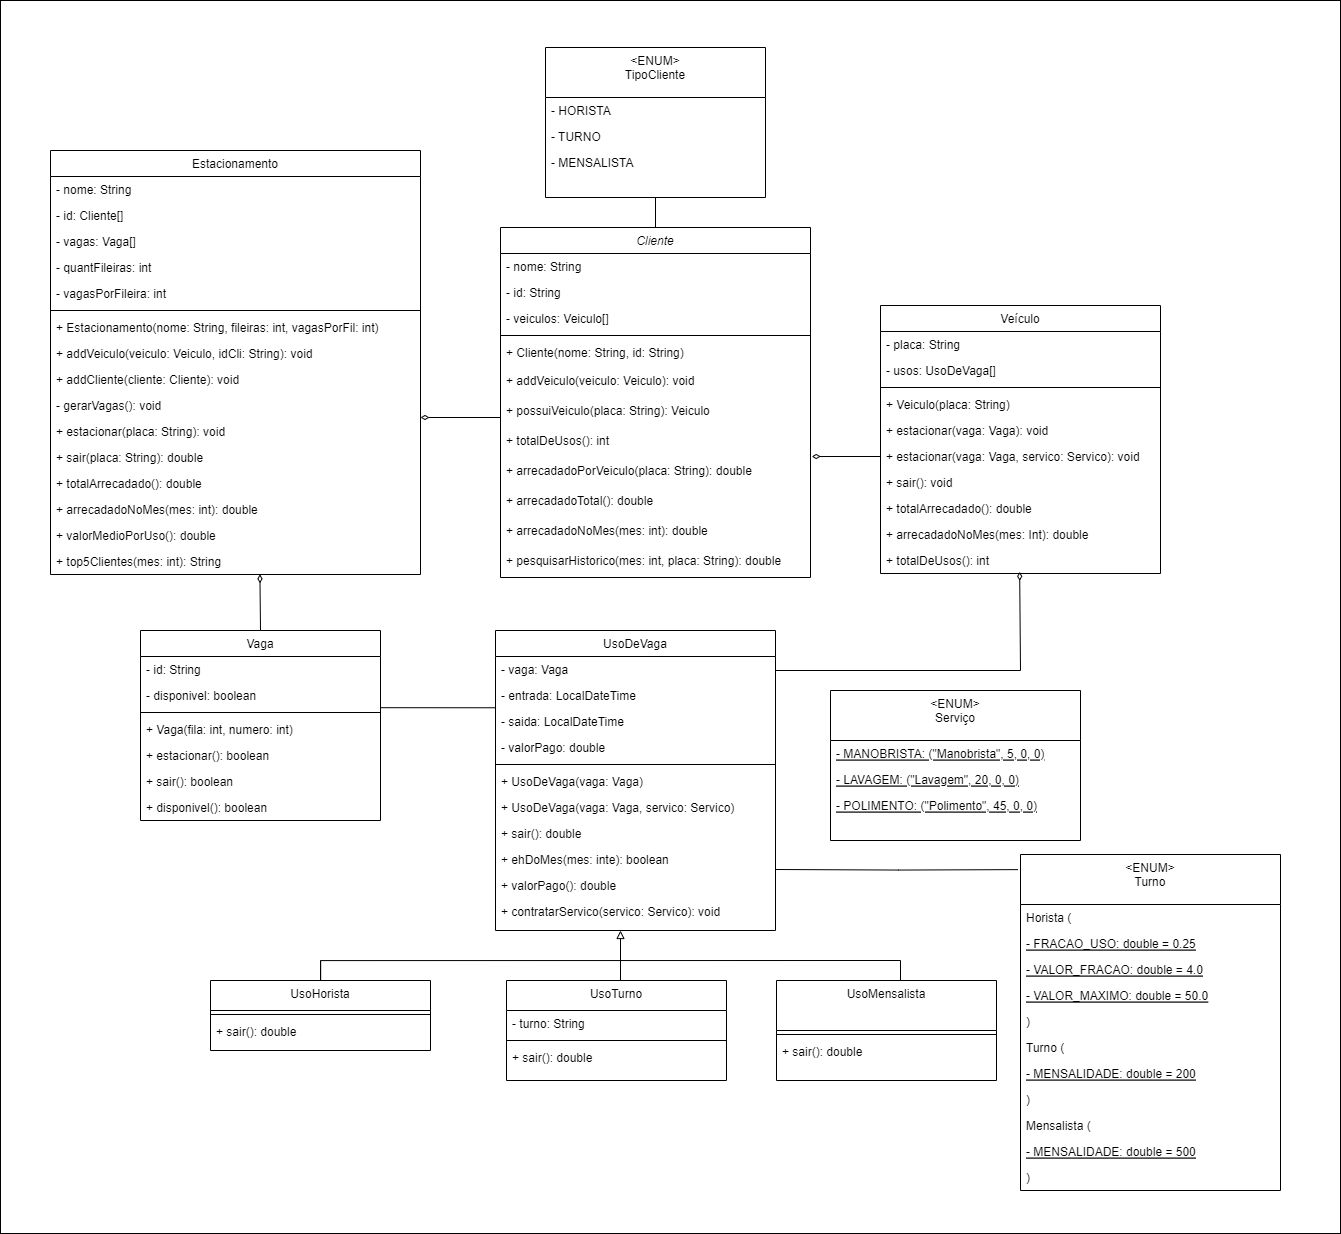 <ENUM>
TipoCliente
- HORISTA
- TURNO
- MENSALISTA
Estacionamento
- nome: String
- id: Cliente[]
- vagas: Vaga[]
- quantFileiras: int
- vagasPorFileira: int
+ Estacionamento(nome: String, fileiras: int, vagasPorFil: int)
+ addVeiculo(veiculo: Veiculo, idCli: String): void
+ addCliente(cliente: Cliente): void
- gerarVagas(): void
+ estacionar(placa: String): void
+ sair(placa: String): double
+ totalArrecadado(): double
+ arrecadadoNoMes(mes: int): double
+ valorMedioPorUso(): double
+ top5Clientes(mes: int): String
Cliente
- nome: String
- id: String
- veiculos: Veiculo[]
+ Cliente(nome: String, id: String)
+ addVeiculo(veiculo: Veiculo): void
+ possuiVeiculo(placa: String): Veiculo
+ totalDeUsos(): int
+ arrecadadoPorVeiculo(placa: String): double
+ arrecadadoTotal(): double
+ arrecadadoNoMes(mes: int): double
+ pesquisarHistorico(mes: int, placa: String): double
Veículo
- placa: String
- usos: UsoDeVaga[]
+ Veiculo(placa: String)
+ estacionar(vaga: Vaga): void
+ estacionar(vaga: Vaga, servico: Servico): void
+ sair(): void
+ totalArrecadado(): double
+ arrecadadoNoMes(mes: Int): double
+ totalDeUsos(): int
Vaga
- id: String
- disponivel: boolean
+ Vaga(fila: int, numero: int)
+ estacionar(): boolean
+ sair(): boolean
+ disponivel(): boolean
UsoDeVaga
- vaga: Vaga
- entrada: LocalDateTime
- saida: LocalDateTime
- valorPago: double
+ UsoDeVaga(vaga: Vaga)
+ UsoDeVaga(vaga: Vaga, servico: Servico)
+ sair(): double
+ ehDoMes(mes: inte): boolean
+ valorPago(): double
+ contratarServico(servico: Servico): void
<ENUM>
Serviço
- MANOBRISTA: ("Manobrista", 5, 0, 0)
- LAVAGEM: ("Lavagem", 20, 0, 0)
- POLIMENTO: ("Polimento", 45, 0, 0)
<ENUM>
Turno
Horista (
- FRACAO_USO: double = 0.25
- VALOR_FRACAO: double = 4.0
- VALOR_MAXIMO: double = 50.0
)
Turno (
- MENSALIDADE: double = 200
)
Mensalista (
- MENSALIDADE: double = 500
)
UsoHorista
+ sair(): double
UsoTurno
- turno: String
+ sair(): double
UsoMensalista
+ sair(): double